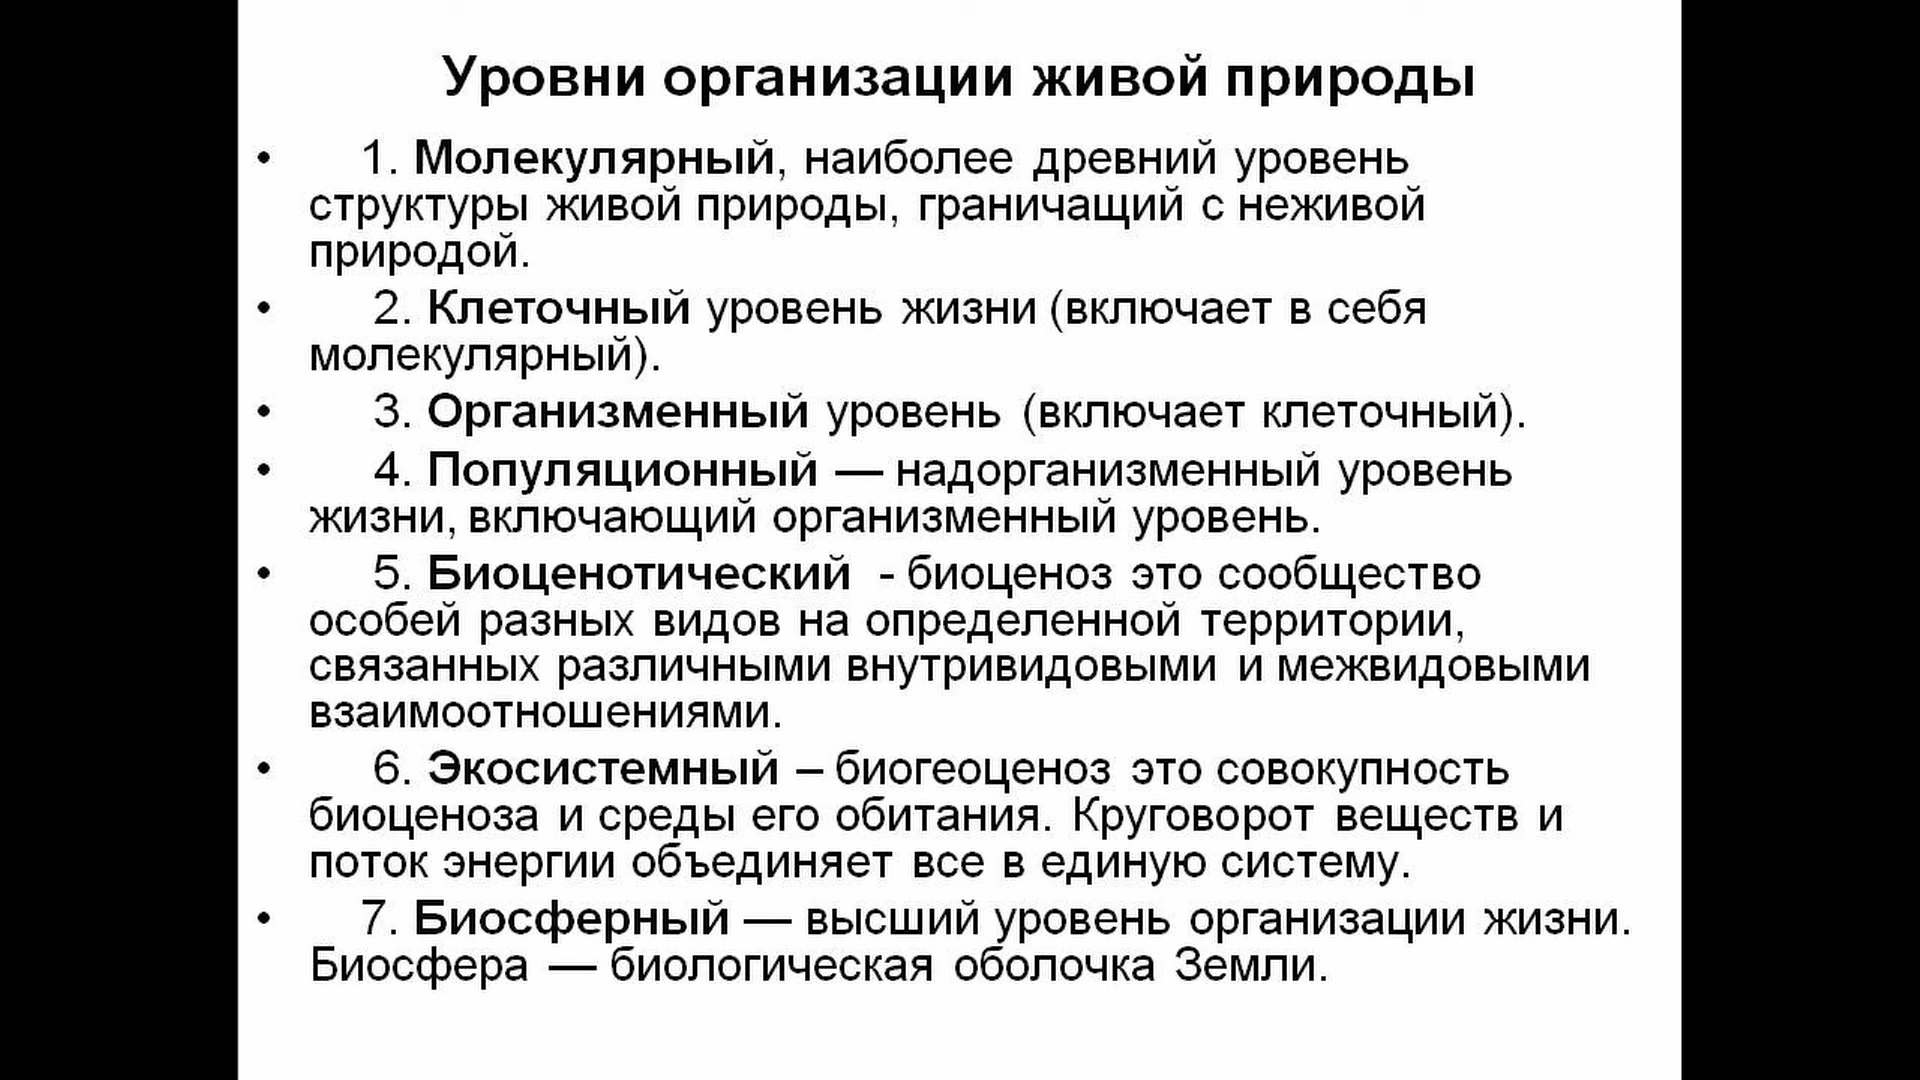 Уровни организации живой природы
• 1. Молекулярный, наиболее древний уровень
структуры живой природы, граничащий с неживой
природой.
• 2. Клеточный уровень жизни (включает в себя
молекулярный).
• 3. Организменный уровень (включает клеточный).
• 4. Популяционный — надорганизменный уровень
жизни, включающий организменный уровень.
• 5. Биоценотический - биоценоз это сообщество
особей разных видов на определенной территории,
связанных различными внутривидовыми и межвидовыми
взаимоотношениями.
• 6. Экосистемный – биогеоценоз это совокупность
биоценоза и среды его обитания. Круговорот веществ и
поток энергии объединяет все в единую систему.
• 7. Биосферный — высший уровень организации жизни.
Биосфера — биологическая оболочка Земли.